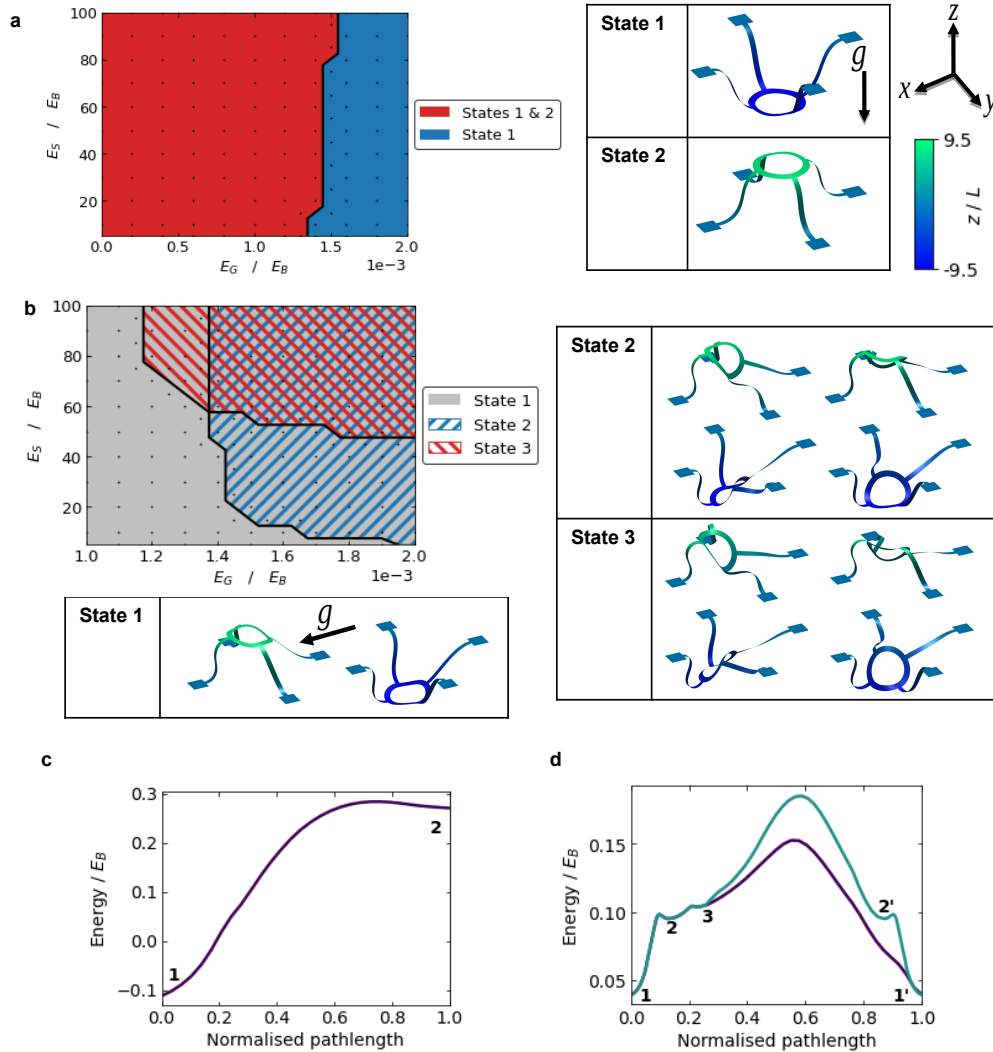 a
100
80
60
40
20
0.0 0.5 1.0 1.5 2.0
1e−3
E_G / E_B
E_S / E_B
States 1 & 2
State 1
State 1
g
State 2
z
x
y
9.5
-9.5
z / L
b
100
80
60
40
20
1.0 1.2 1.4 1.6 1.8 2.0
1e−3
E_G / E_B
E_S / E_B
State 1
State 2
State 3
State 1
g
State 2
State 3
c
0.3
0.2
0.1
0.0
−0.1
Energy / E_B
1
2
0.0 0.2 0.4 0.6 0.8 1.0
Normalised pathlength
d
0.15
0.10
0.05
Energy / E_B
1
2
3
2'
1'
0.0 0.2 0.4 0.6 0.8 1.0
Normalised pathlength